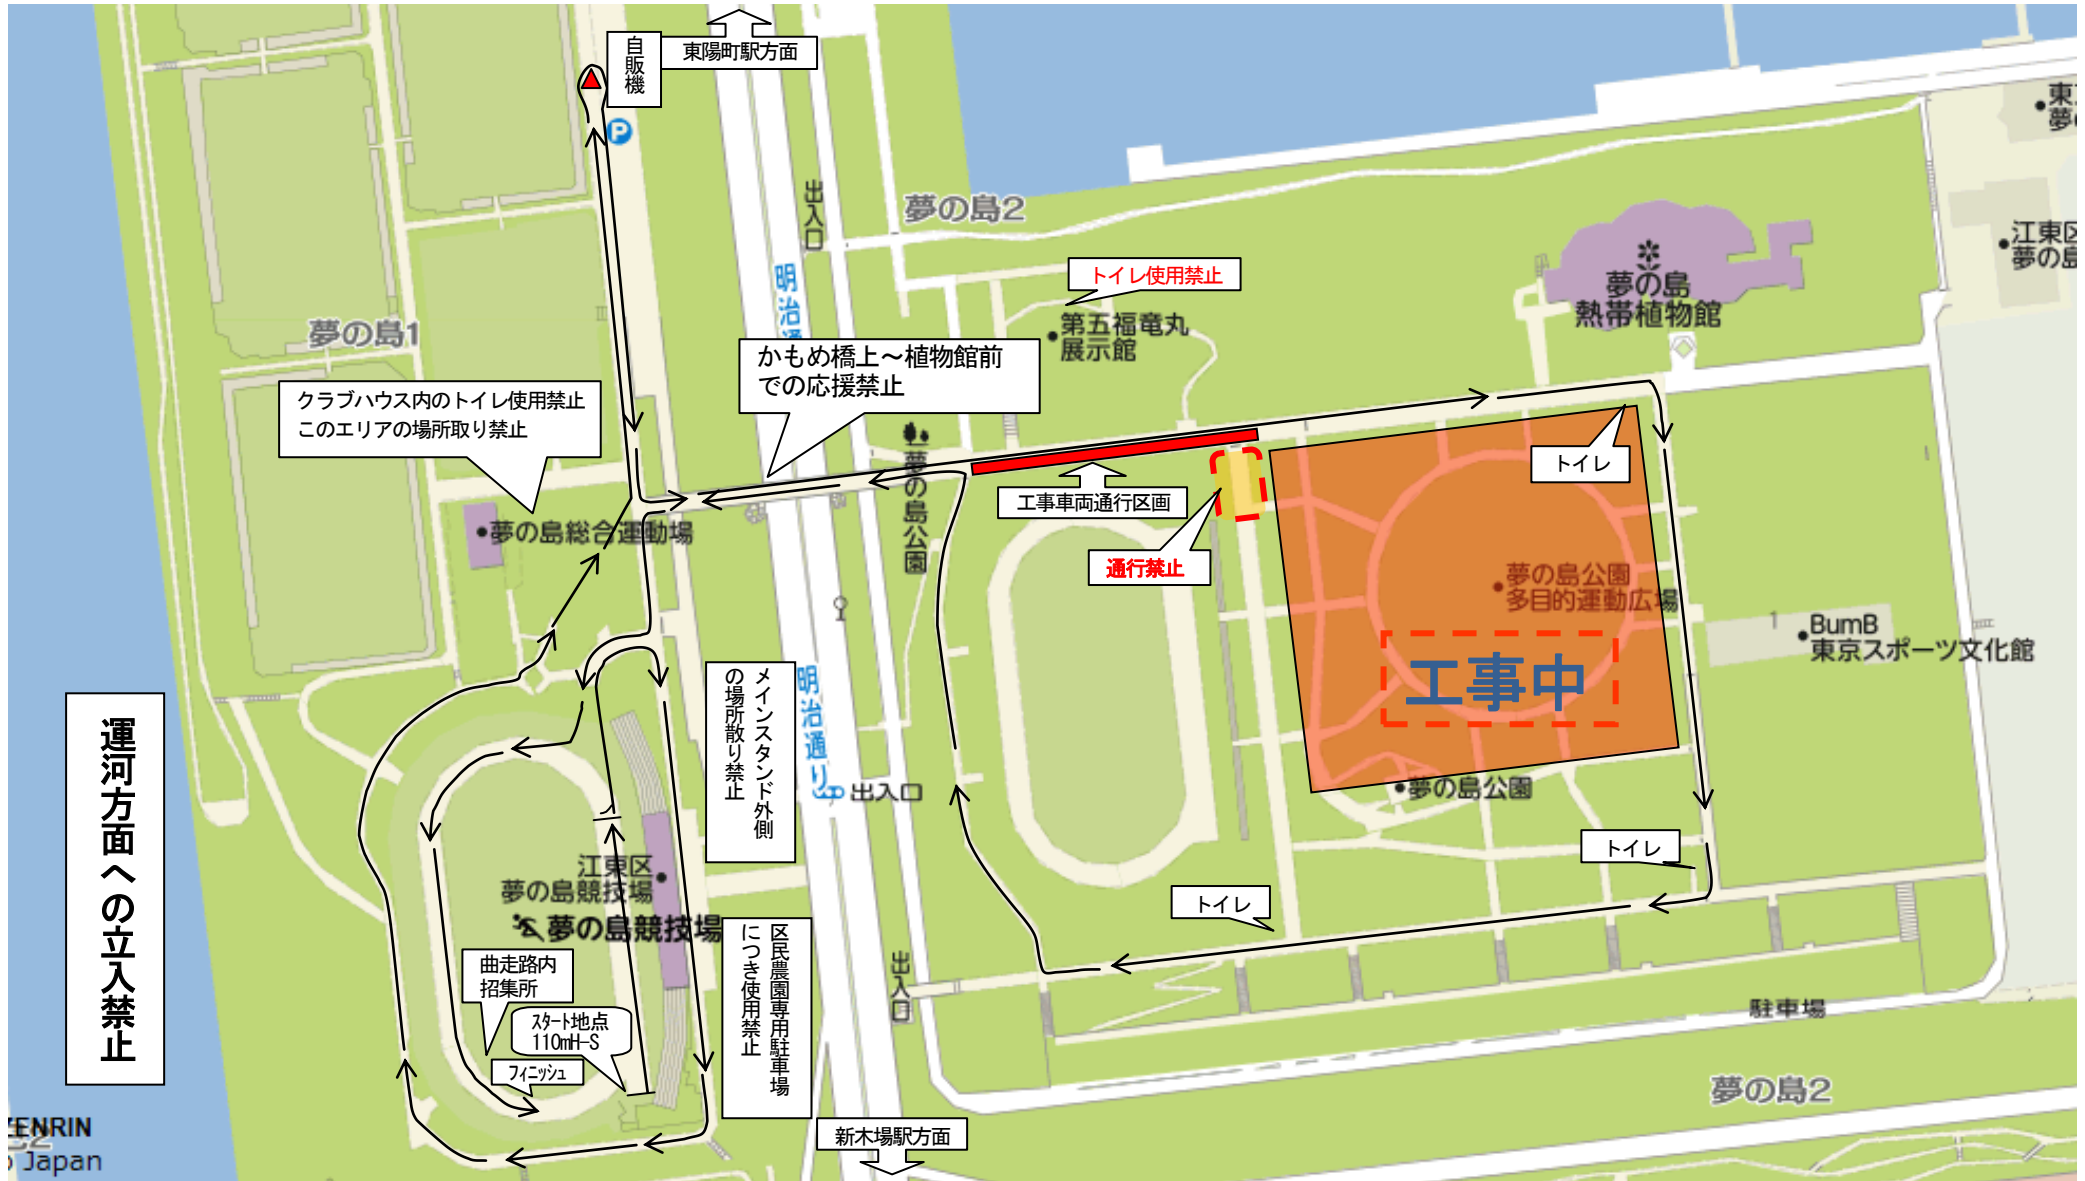 自販機
東陽町駅方面
出入口
夢の島2
明治通
トイレ使用禁止
第五福竜丸
展示館
夢の島
熱帯植物館
江東区
夢の島
夢の島1
かもめ橋上～植物館前
での応援禁止
クラブハウス内のトイレ使用禁止
このエリアの場所取り禁止
夢の島公園
トイレ
工事車両通行区画
夢の島総合運動場
通行禁止
夢の島公園
多目的運動広場
工事中
1
BumB
東京スポーツ文化館
メインスタンド外側
の場所散り禁止
明治通り
出入口
夢の島公園
運河方面への立入禁止
江東区
夢の島競技場
夢の島競技場
トイレ
トイレ
区民農園専用駐車場
につき使用禁止
出入口
曲走路内
招集所
スタート地点
110mH-S
フィニッシュ
駐車場
夢の島2
新木場駅方面
ZENRIN
Japan
P